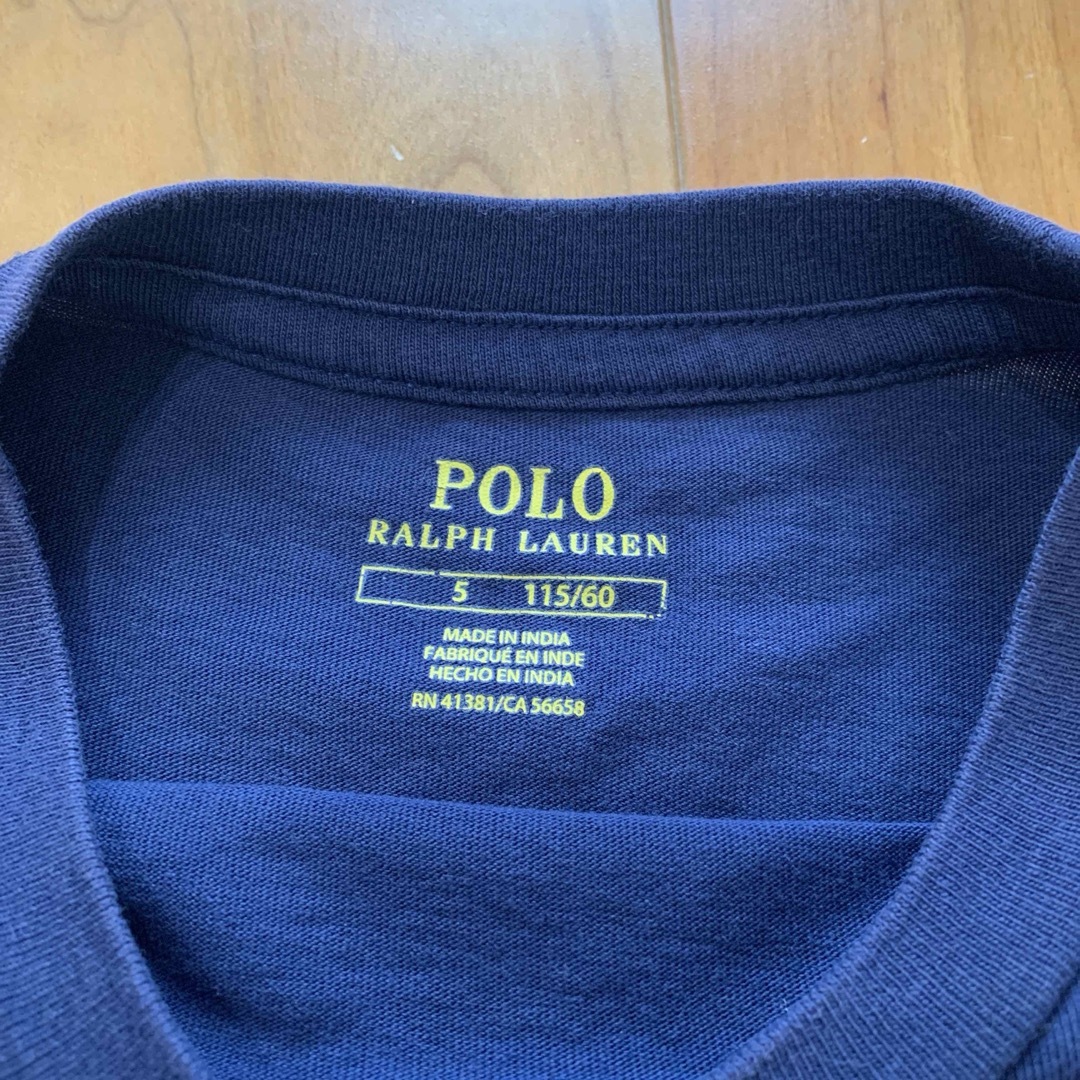 POLO
RALPH LAUREN
5 115/60
MADE IN INDIA
FABRIQUÉ EN INDE
HECHO EN INDIA
RN 41381/CA 56658